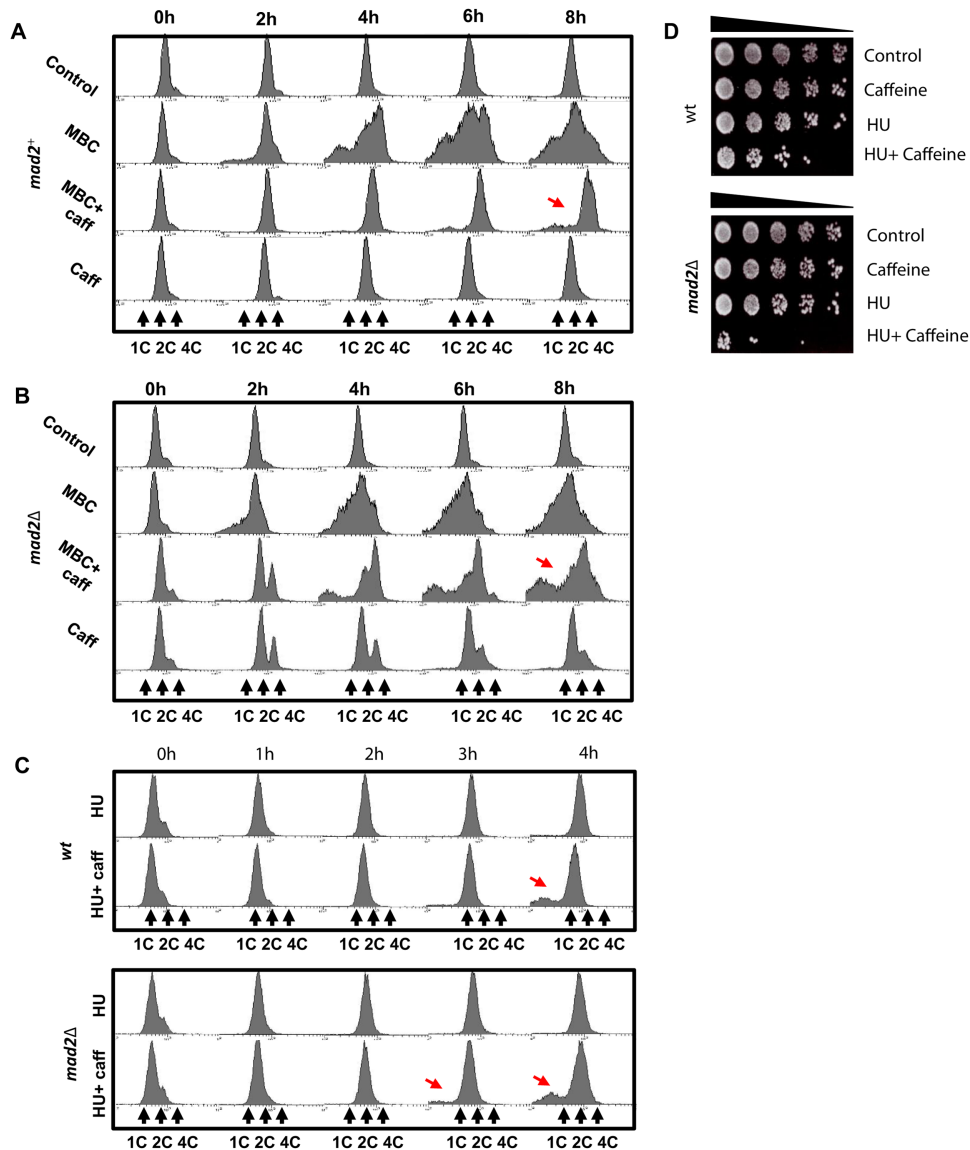 A
0h 2h 4h 6h 8h
mad2+
Control
MBC
MBC+ caff
Caff
1C 2C 4C 1C 2C 4C 1C 2C 4C 1C 2C 4C 1C 2C 4C
B
0h 2h 4h 6h 8h
mad2Δ
Control
MBC
MBC+ caff
Caff
1C 2C 4C 1C 2C 4C 1C 2C 4C 1C 2C 4C 1C 2C 4C
C
0h 1h 2h 3h 4h
wt
HU
HU+ caff
1C 2C 4C 1C 2C 4C 1C 2C 4C 1C 2C 4C 1C 2C 4C
mad2Δ
HU
HU+ caff
1C 2C 4C 1C 2C 4C 1C 2C 4C 1C 2C 4C 1C 2C 4C
D
wt
Control
Caffeine
HU
HU+ Caffeine
mad2Δ
Control
Caffeine
HU
HU+ Caffeine